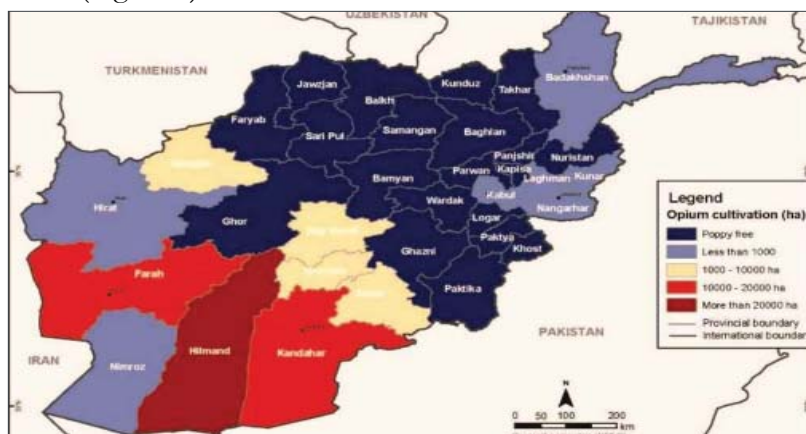 UZBEKISTAN
TAJIKISTAN
TURKMENISTAN
Jawzjan
Balkh
Kunduz
Takhar
Badakhshan
Faryab
Sari Pul
Samangan
Baghlan
Panjshir
Nuristan
Bamyan
Parwan
Kapisa
Laghman
Kunar
Hirat
Kabul
Nangarhar
Wardak
Ghor
Logar
Ghazni
Paktya
Khost
Farah
Paktika
Hilmand
Kandahar
Nimroz
IRAN
PAKISTAN
Legend
Opium cultivation (ha)
Poppy free
Less than 1000
1000 - 10000 ha
10000 - 20000 ha
More than 20000 ha
Provincial boundary
International boundary
N
0 50 100 200
km